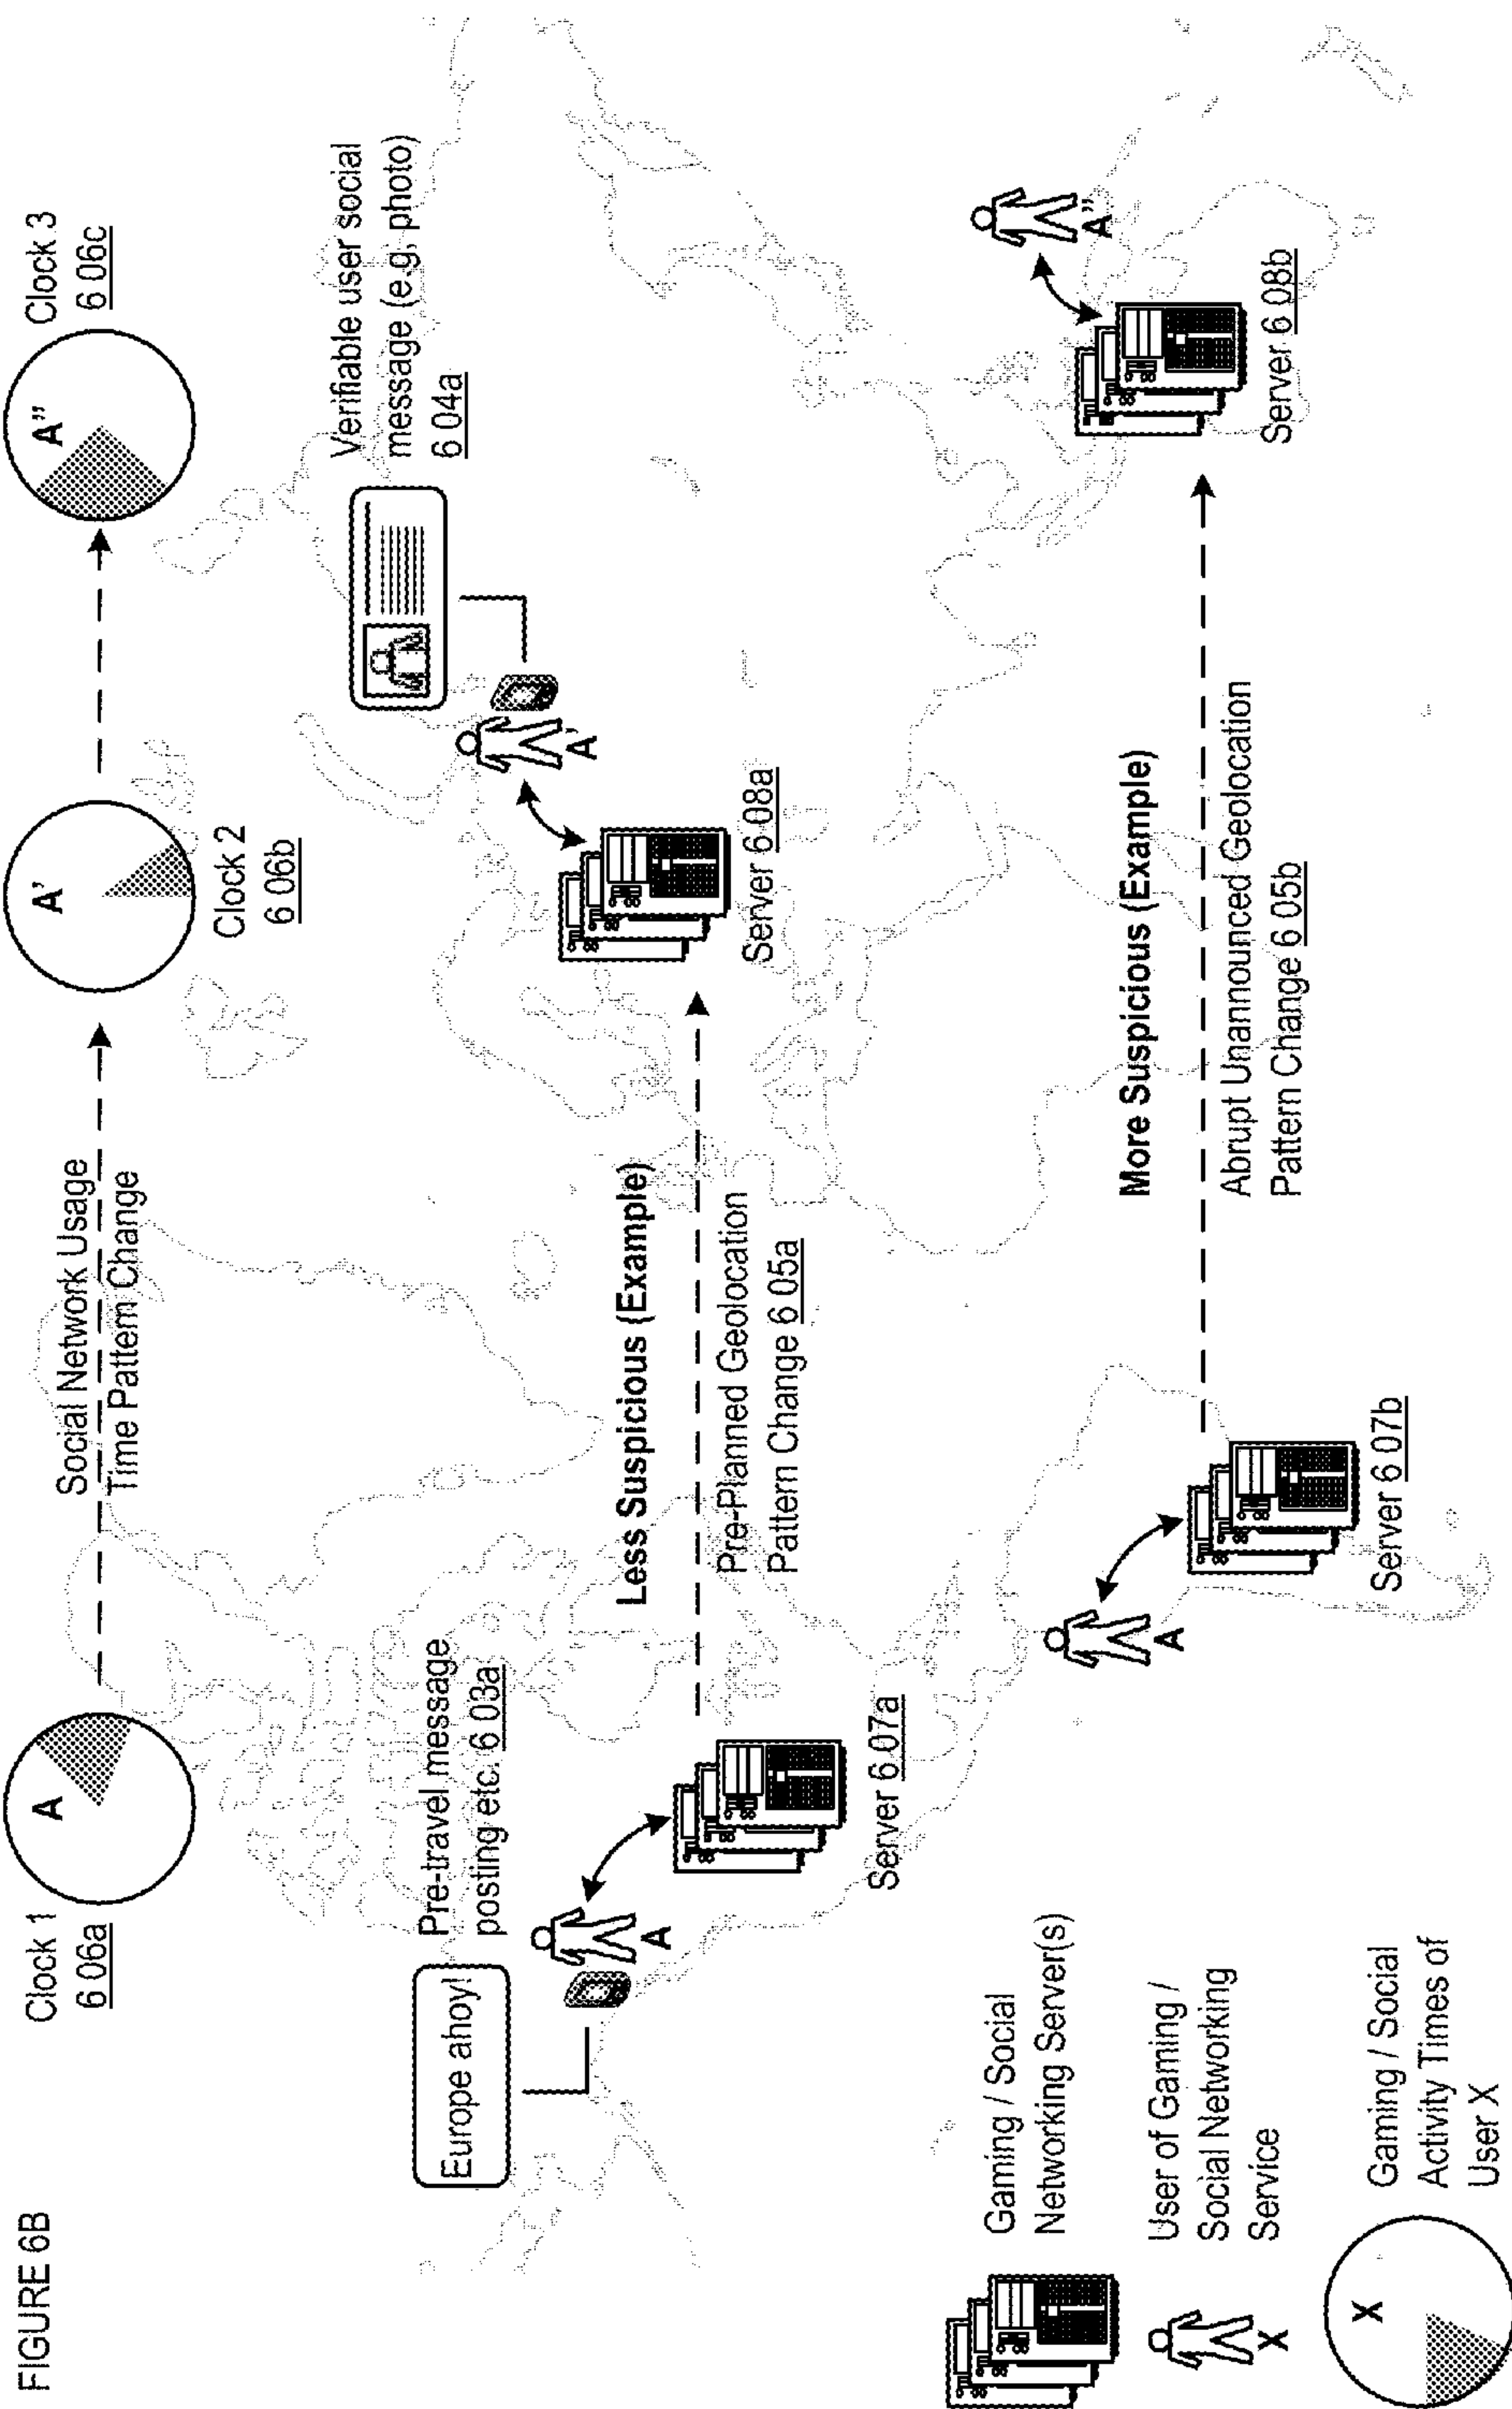 FIGURE 6B
Clock 1
6 06a
A
Social Network Usage
Time Pattern Change
A'
Clock 2
6 06b
A"
Clock 3
6 06c
Europe ahoy!
Pre-travel message
posting etc. 6 03a
A
Server 6 07a
Less Suspicious (Example)
Pre-Planned Geolocation
Pattern Change 6 05a
Verifiable user social
message (e.g. photo)
6 04a
A'
Server 6 08a
A
Server 6 07b
More Suspicious (Example)
Abrupt Unannounced Geolocation
Pattern Change 6 05b
A"
Server 6 08b
Gaming / Social
Networking Server(s)
X
User of Gaming /
Social Networking
Service
X
Gaming / Social
Activity Times of
User X